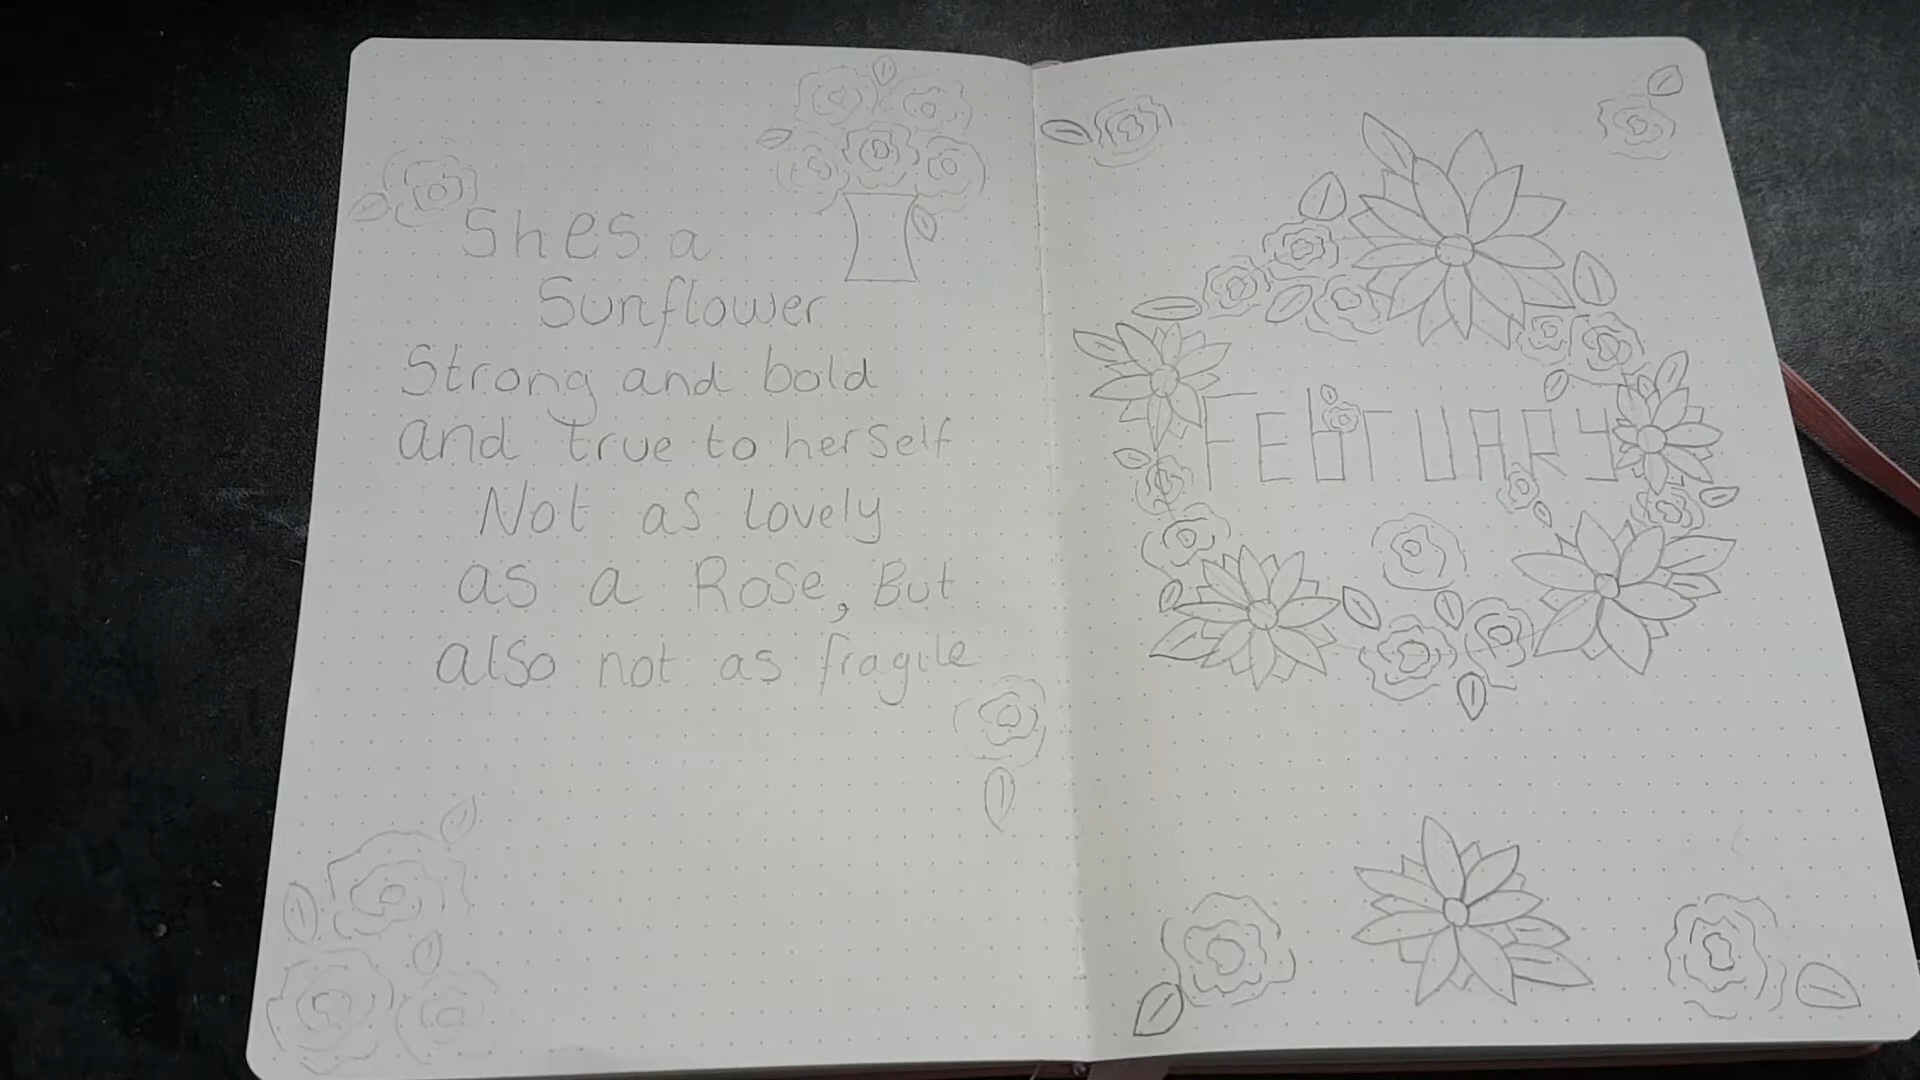 Shes a
Sunflower
Strong and bold
and true to herself
Not as lovely
as a Rose, But
also not as fragile
FEbrUARY